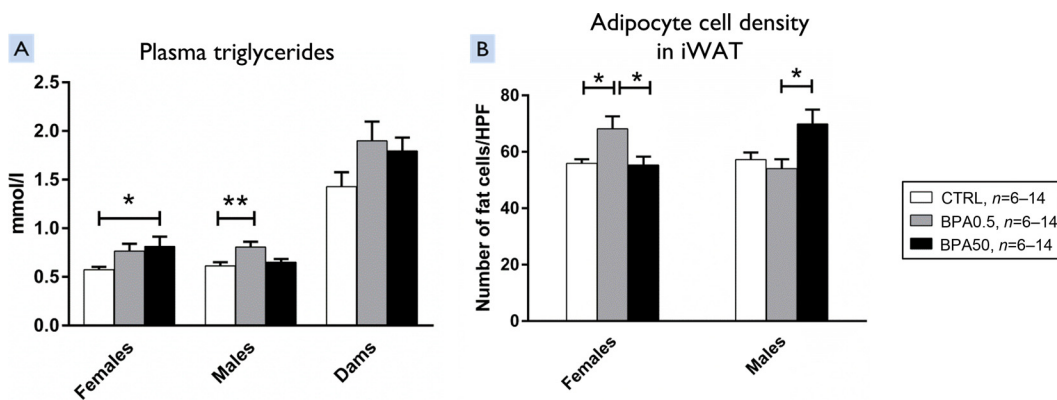 A
Plasma triglycerides
mmol/l
2.5
2.0
1.5
1.0
0.5
0.0
*
**
Females
Males
Dams
B
Adipocyte cell density
in iWAT
Number of fat cells/HPF
80
60
40
20
0
*
*
*
Females
Males
CTRL, n=6–14
BPA0.5, n=6–14
BPA50, n=6–14